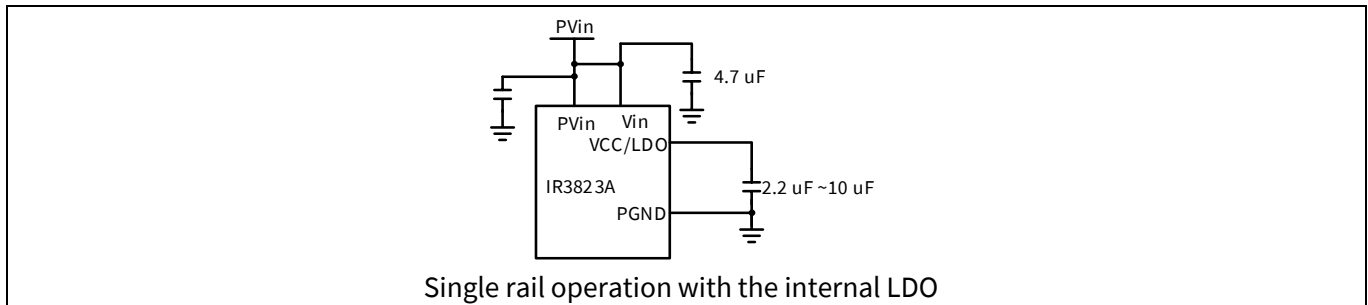 PVin
4.7 uF
PVin Vin
VCC/LDO
IR3823A
2.2 uF ~10 uF
PGND
Single rail operation with the internal LDO